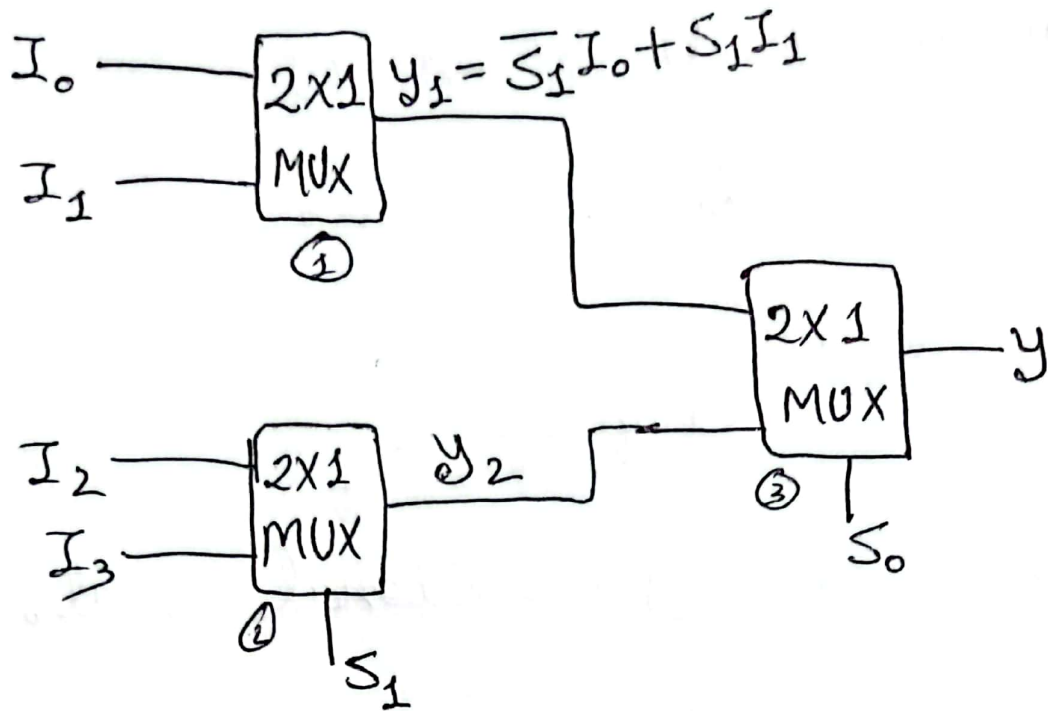 I₀
2X1
MUX
y₁ = S̅₁I₀ + S₁I₁
I₁
①
2X1
MUX
y
③
S₀
I₂
2X1
MUX
y₂
I₃
②
S₁